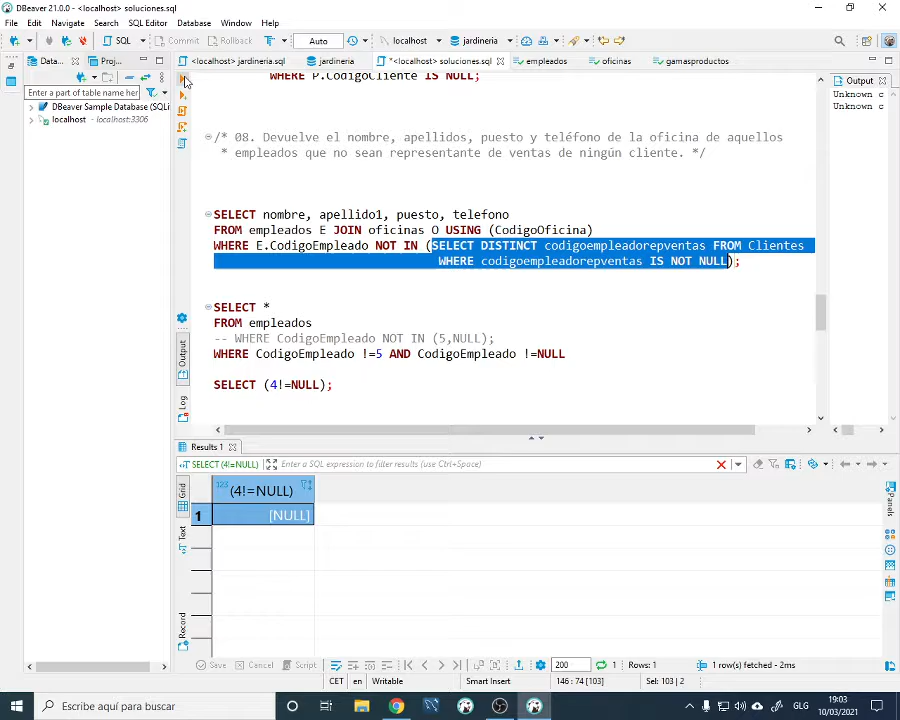 DBeaver 21.0.0 - <localhost> soluciones.sql
File Edit Navigate Search SQL Editor Database Window Help
SQL Commit Rollback Auto localhost jardineria
Data... Proj... <localhost> jardineria.sql jardineria *<localhost> soluciones.sql empleados oficinas gamasproductos Output
Enter a part of table name her
DBeaver Sample Database (SQLi
localhost - localhost:3306
Unknown c
Unknown c
WHERE P.CodigoCliente IS NULL;
/* 08. Devuelve el nombre, apellidos, puesto y teléfono de la oficina de aquellos
* empleados que no sean representante de ventas de ningún cliente. */
SELECT nombre, apellido1, puesto, telefono
FROM empleados E JOIN oficinas O USING (CodigoOficina)
WHERE E.CodigoEmpleado NOT IN (SELECT DISTINCT codigoempleadorepventas FROM Clientes
WHERE codigoempleadorepventas IS NOT NULL);
SELECT *
FROM empleados
-- WHERE CodigoEmpleado NOT IN (5,NULL);
WHERE CodigoEmpleado !=5 AND CodigoEmpleado !=NULL
SELECT (4!=NULL);
Output
Log
Results 1
SELECT (4!=NULL) Enter a SQL expression to filter results (use Ctrl+Space)
Grid
Text
Record
Panels
123 (4!=NULL)
1 [NULL]
Save Cancel Script 200 1 Rows: 1 1 row(s) fetched - 2ms
CET en Writable Smart Insert 146 : 74 [103] Sel: 103 | 2
Escribe aquí para buscar
GLG
19:03
10/03/2021